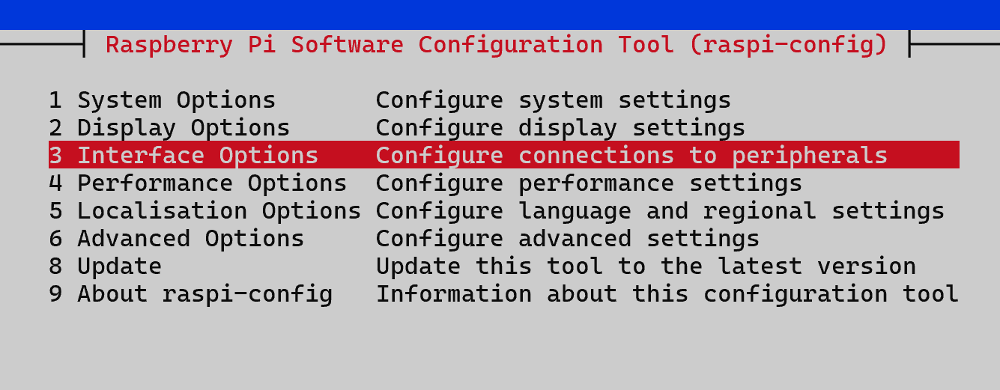 Raspberry Pi Software Configuration Tool (raspi-config)
1 System Options Configure system settings
2 Display Options Configure display settings
3 Interface Options Configure connections to peripherals
4 Performance Options Configure performance settings
5 Localisation Options Configure language and regional settings
6 Advanced Options Configure advanced settings
8 Update Update this tool to the latest version
9 About raspi-config Information about this configuration tool